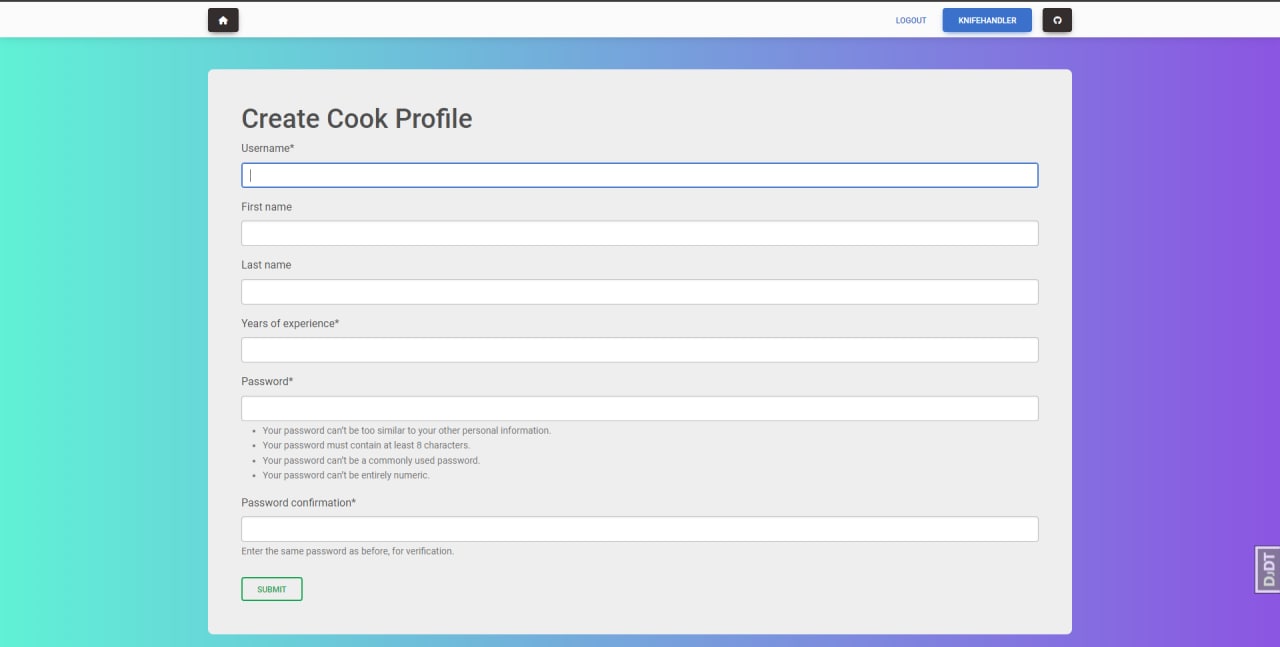 LOGOUT KNIFEHANDLER
Create Cook Profile
Username*
First name
Last name
Years of experience*
Password*
Your password can't be too similar to your other personal information.
Your password must contain at least 8 characters.
Your password can't be a commonly used password.
Your password can't be entirely numeric.
Password confirmation*
Enter the same password as before, for verification.
SUBMIT
DJDT